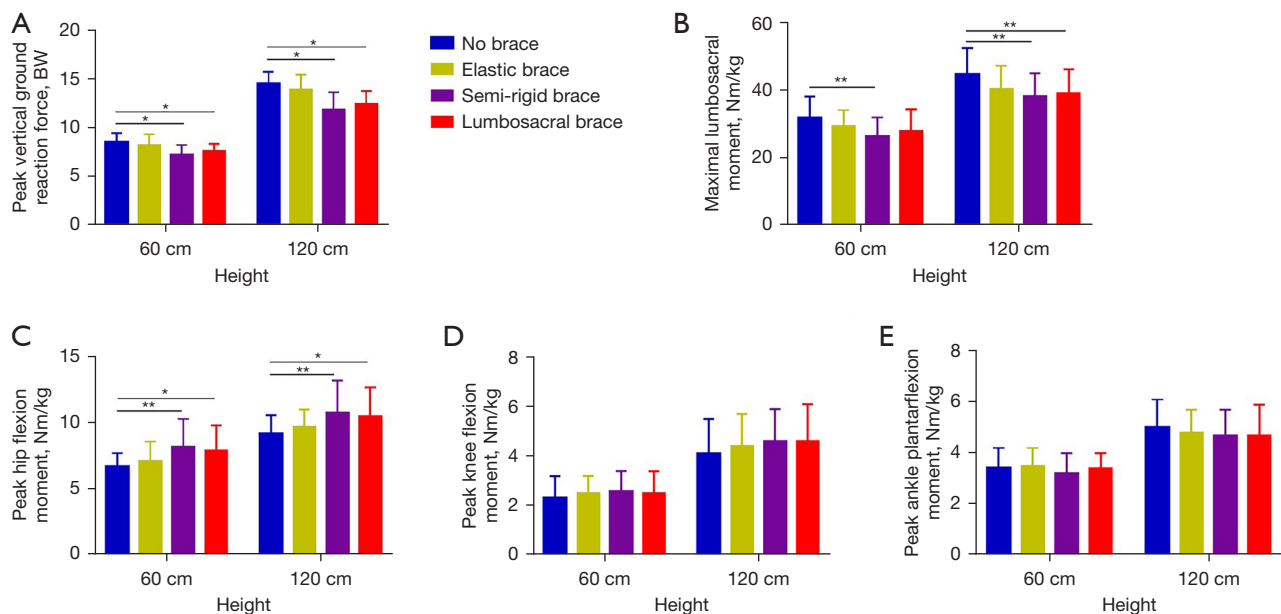 A
Peak vertical ground
reaction force, BW
20
15
10
5
0
*
*
*
*
60 cm
120 cm
Height
No brace
Elastic brace
Semi-rigid brace
Lumbosacral brace
B
Maximal lumbosacral
moment, Nm/kg
60
40
20
0
**
**
**
60 cm
120 cm
Height
C
Peak hip flexion
moment, Nm/kg
15
10
5
0
*
**
*
**
60 cm
120 cm
Height
D
Peak knee flexion
moment, Nm/kg
8
6
4
2
0
60 cm
120 cm
Height
E
Peak ankle plantarflexion
moment, Nm/kg
8
6
4
2
0
60 cm
120 cm
Height